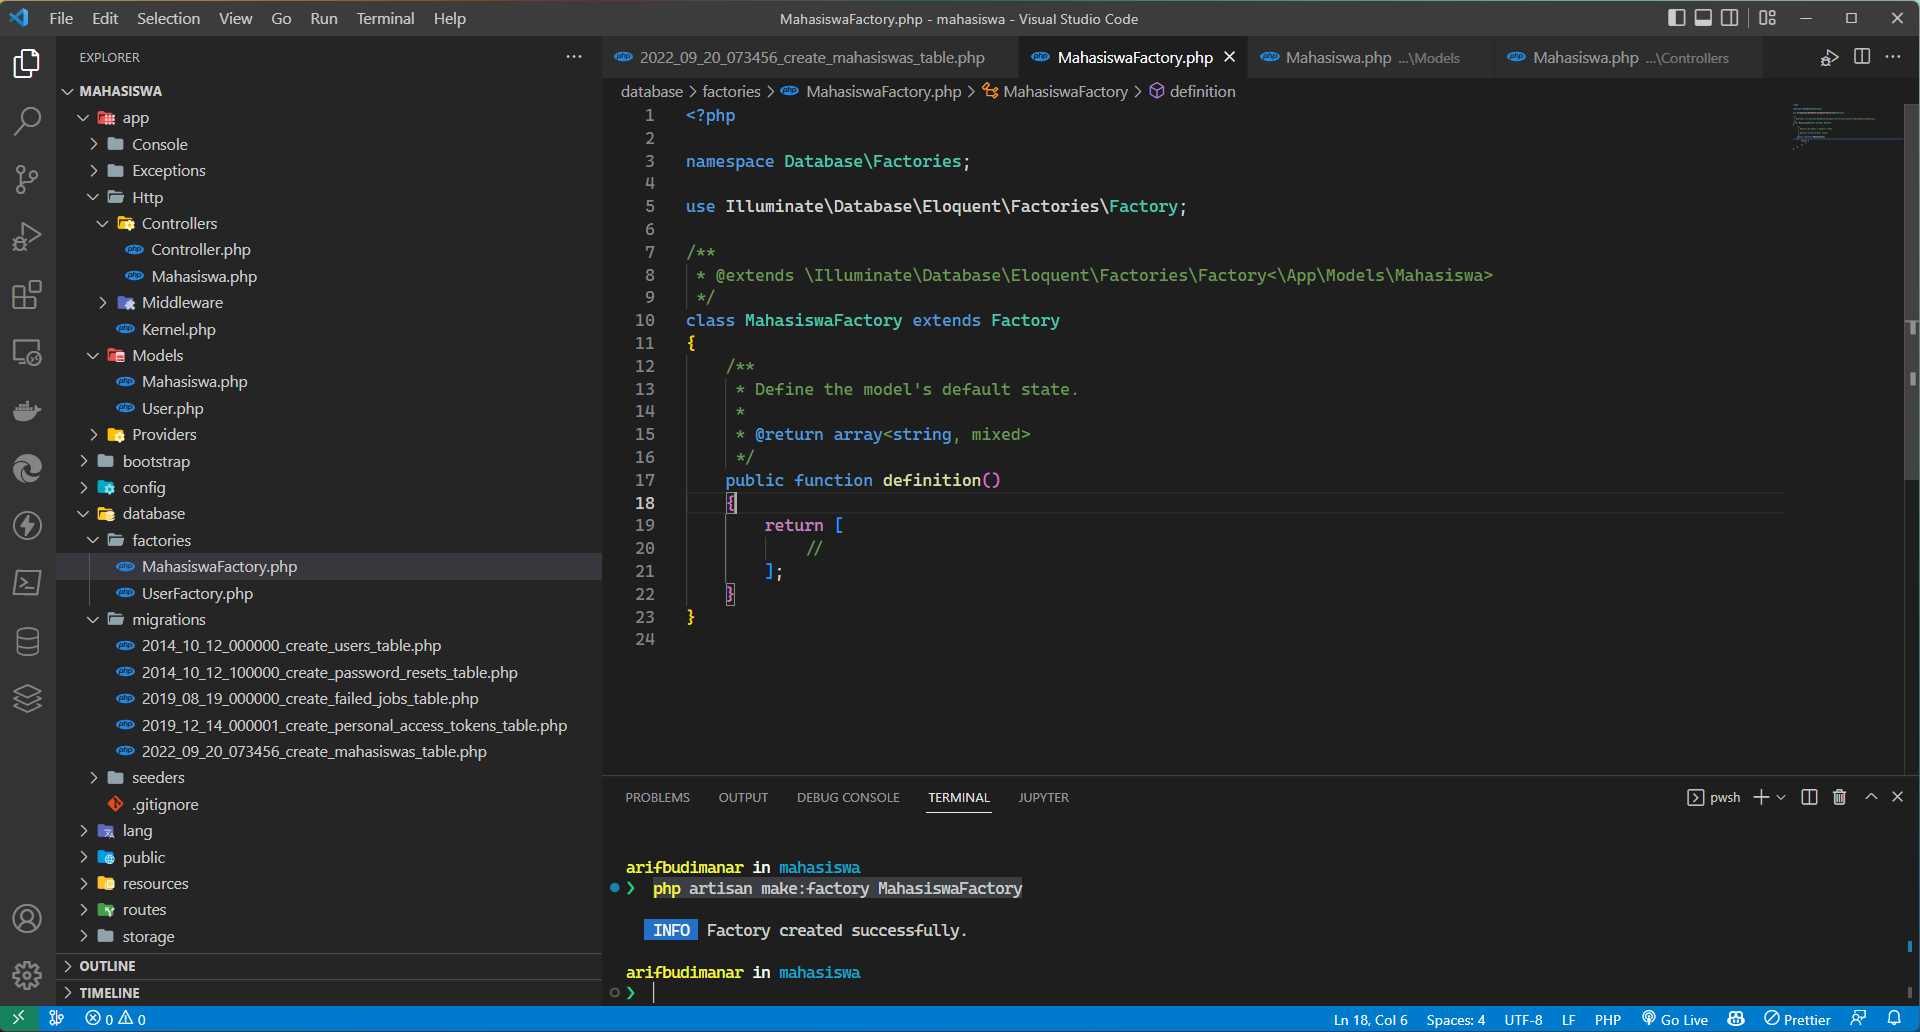 File Edit Selection View Go Run Terminal Help
MahasiswaFactory.php - mahasiswa - Visual Studio Code
EXPLORER
MAHASISWA
app
Console
Exceptions
Http
Controllers
Controller.php
Mahasiswa.php
Middleware
Kernel.php
Models
Mahasiswa.php
User.php
Providers
bootstrap
config
database
factories
MahasiswaFactory.php
UserFactory.php
migrations
2014_10_12_000000_create_users_table.php
2014_10_12_100000_create_password_resets_table.php
2019_08_19_000000_create_failed_jobs_table.php
2019_12_14_000001_create_personal_access_tokens_table.php
2022_09_20_073456_create_mahasiswas_table.php
seeders
.gitignore
lang
public
resources
routes
storage
OUTLINE
TIMELINE
2022_09_20_073456_create_mahasiswas_table.php MahasiswaFactory.php Mahasiswa.php ...\Models Mahasiswa.php ...\Controllers
database > factories > MahasiswaFactory.php > MahasiswaFactory > definition
1 <?php
2
3 namespace Database\Factories;
4
5 use Illuminate\Database\Eloquent\Factories\Factory;
6
7 /**
8 * @extends \Illuminate\Database\Eloquent\Factories\Factory<\App\Models\Mahasiswa>
9 */
10 class MahasiswaFactory extends Factory
11 {
12 /**
13 * Define the model's default state.
14 *
15 * @return array<string, mixed>
16 */
17 public function definition()
18 {
19 return [
20 //
21 ];
22 }
23 }
24
PROBLEMS OUTPUT DEBUG CONSOLE TERMINAL JUPYTER
pwsh
arifbudimanar in mahasiswa
❯ php artisan make:factory MahasiswaFactory
INFO Factory created successfully.
arifbudimanar in mahasiswa
❯
0 0
Ln 18, Col 6 Spaces: 4 UTF-8 LF PHP Go Live Prettier